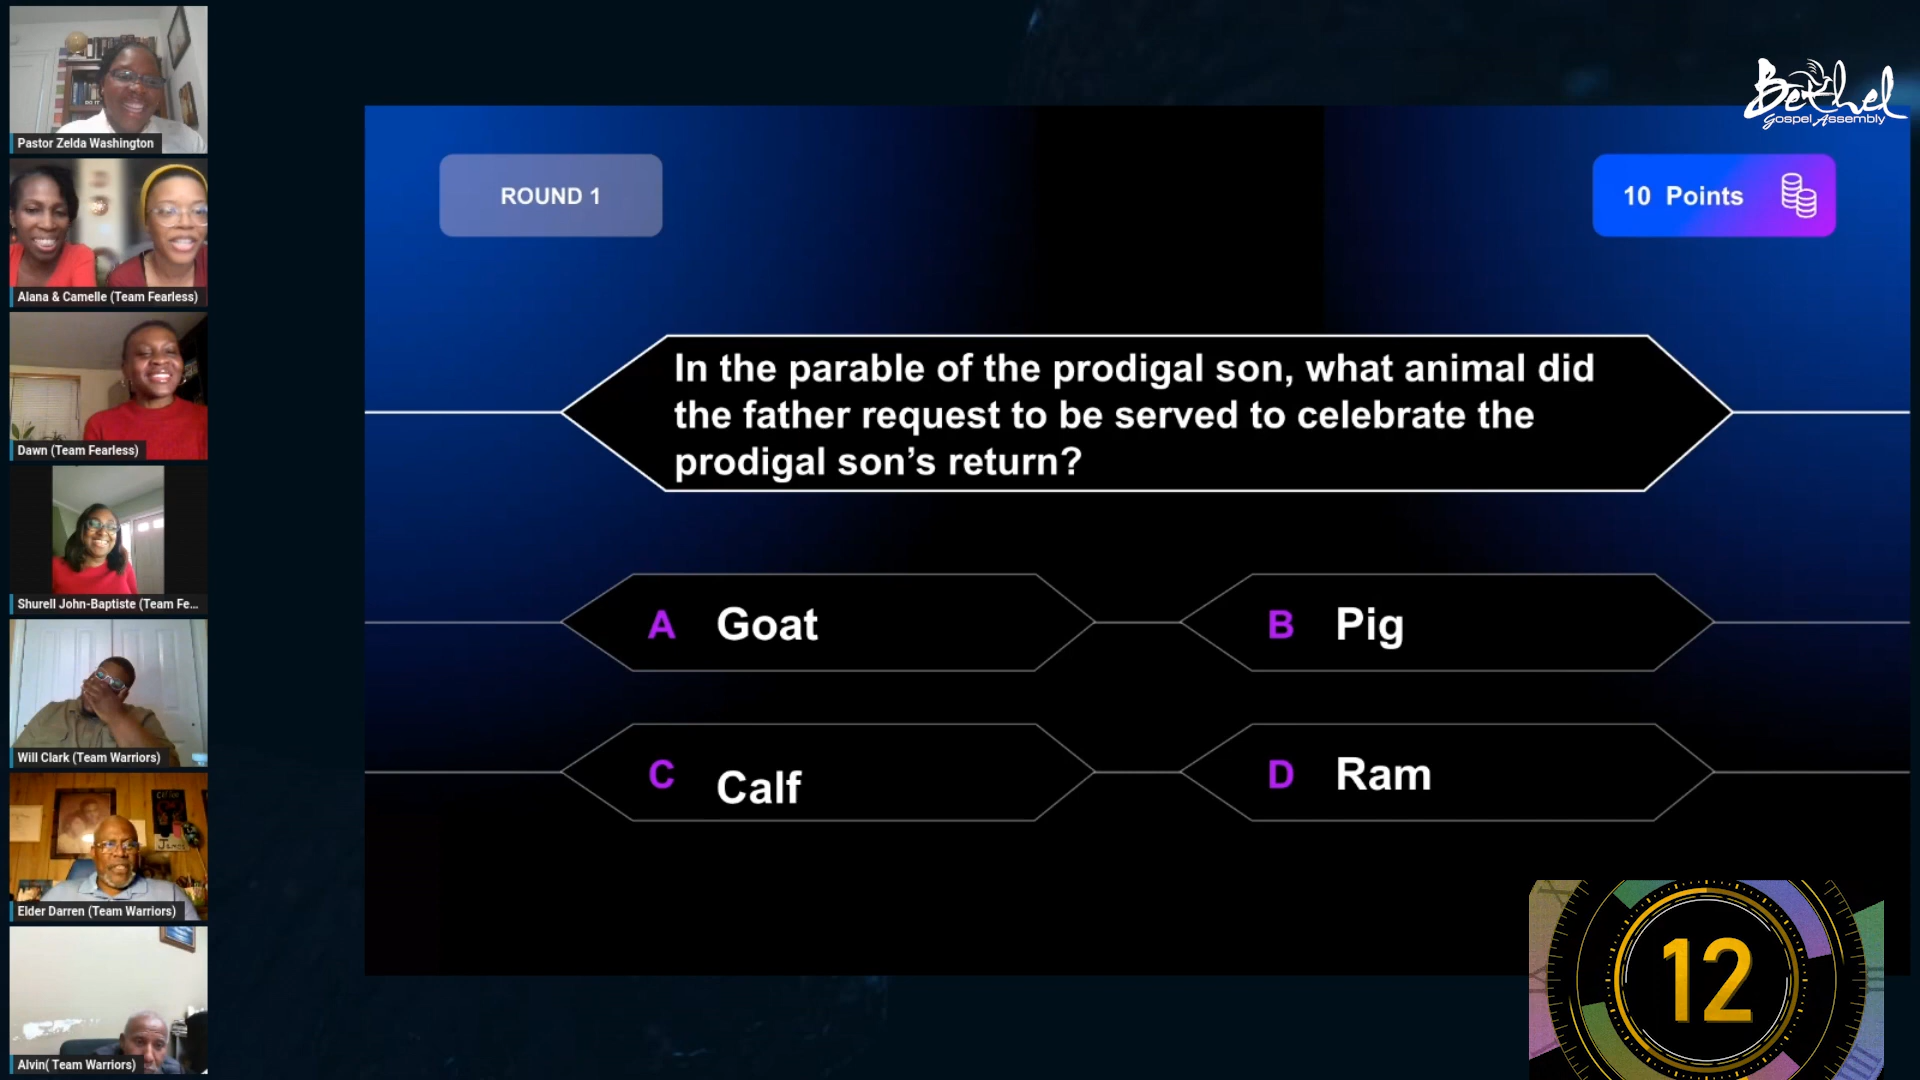 Pastor Zelda Washington
Alana & Camelle (Team Fearless)
Dawn (Team Fearless)
Shurell John-Baptiste (Team Fe...
Will Clark (Team Warriors)
Elder Darren (Team Warriors)
Alvin( Team Warriors)
Bethel
Gospel Assembly
ROUND 1
10 Points
In the parable of the prodigal son, what animal did
the father request to be served to celebrate the
prodigal son’s return?
A Goat
B Pig
C Calf
D Ram
12